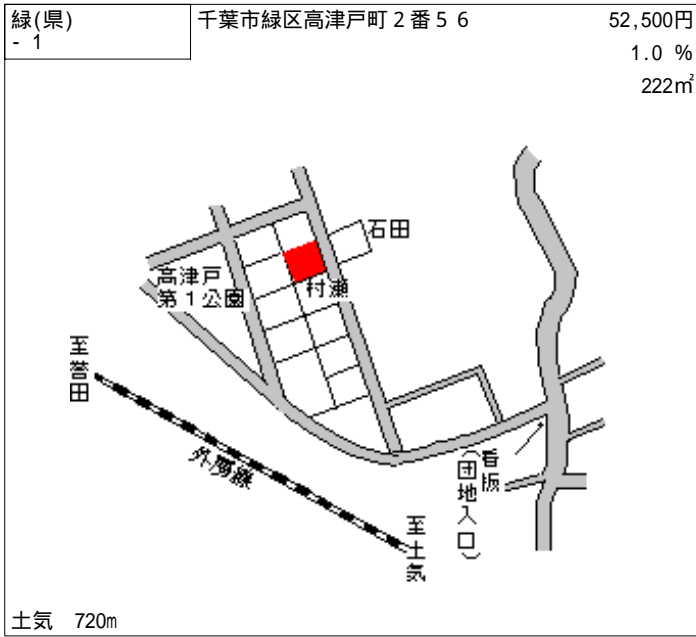 緑(県)
- 1
千葉市緑区高津戸町２番５６
52,500円
1.0 %
222㎡
石田
高津戸
第１公園
村瀬
至誉田
外房線
看板
(団地入口)
至土気
土気　720m